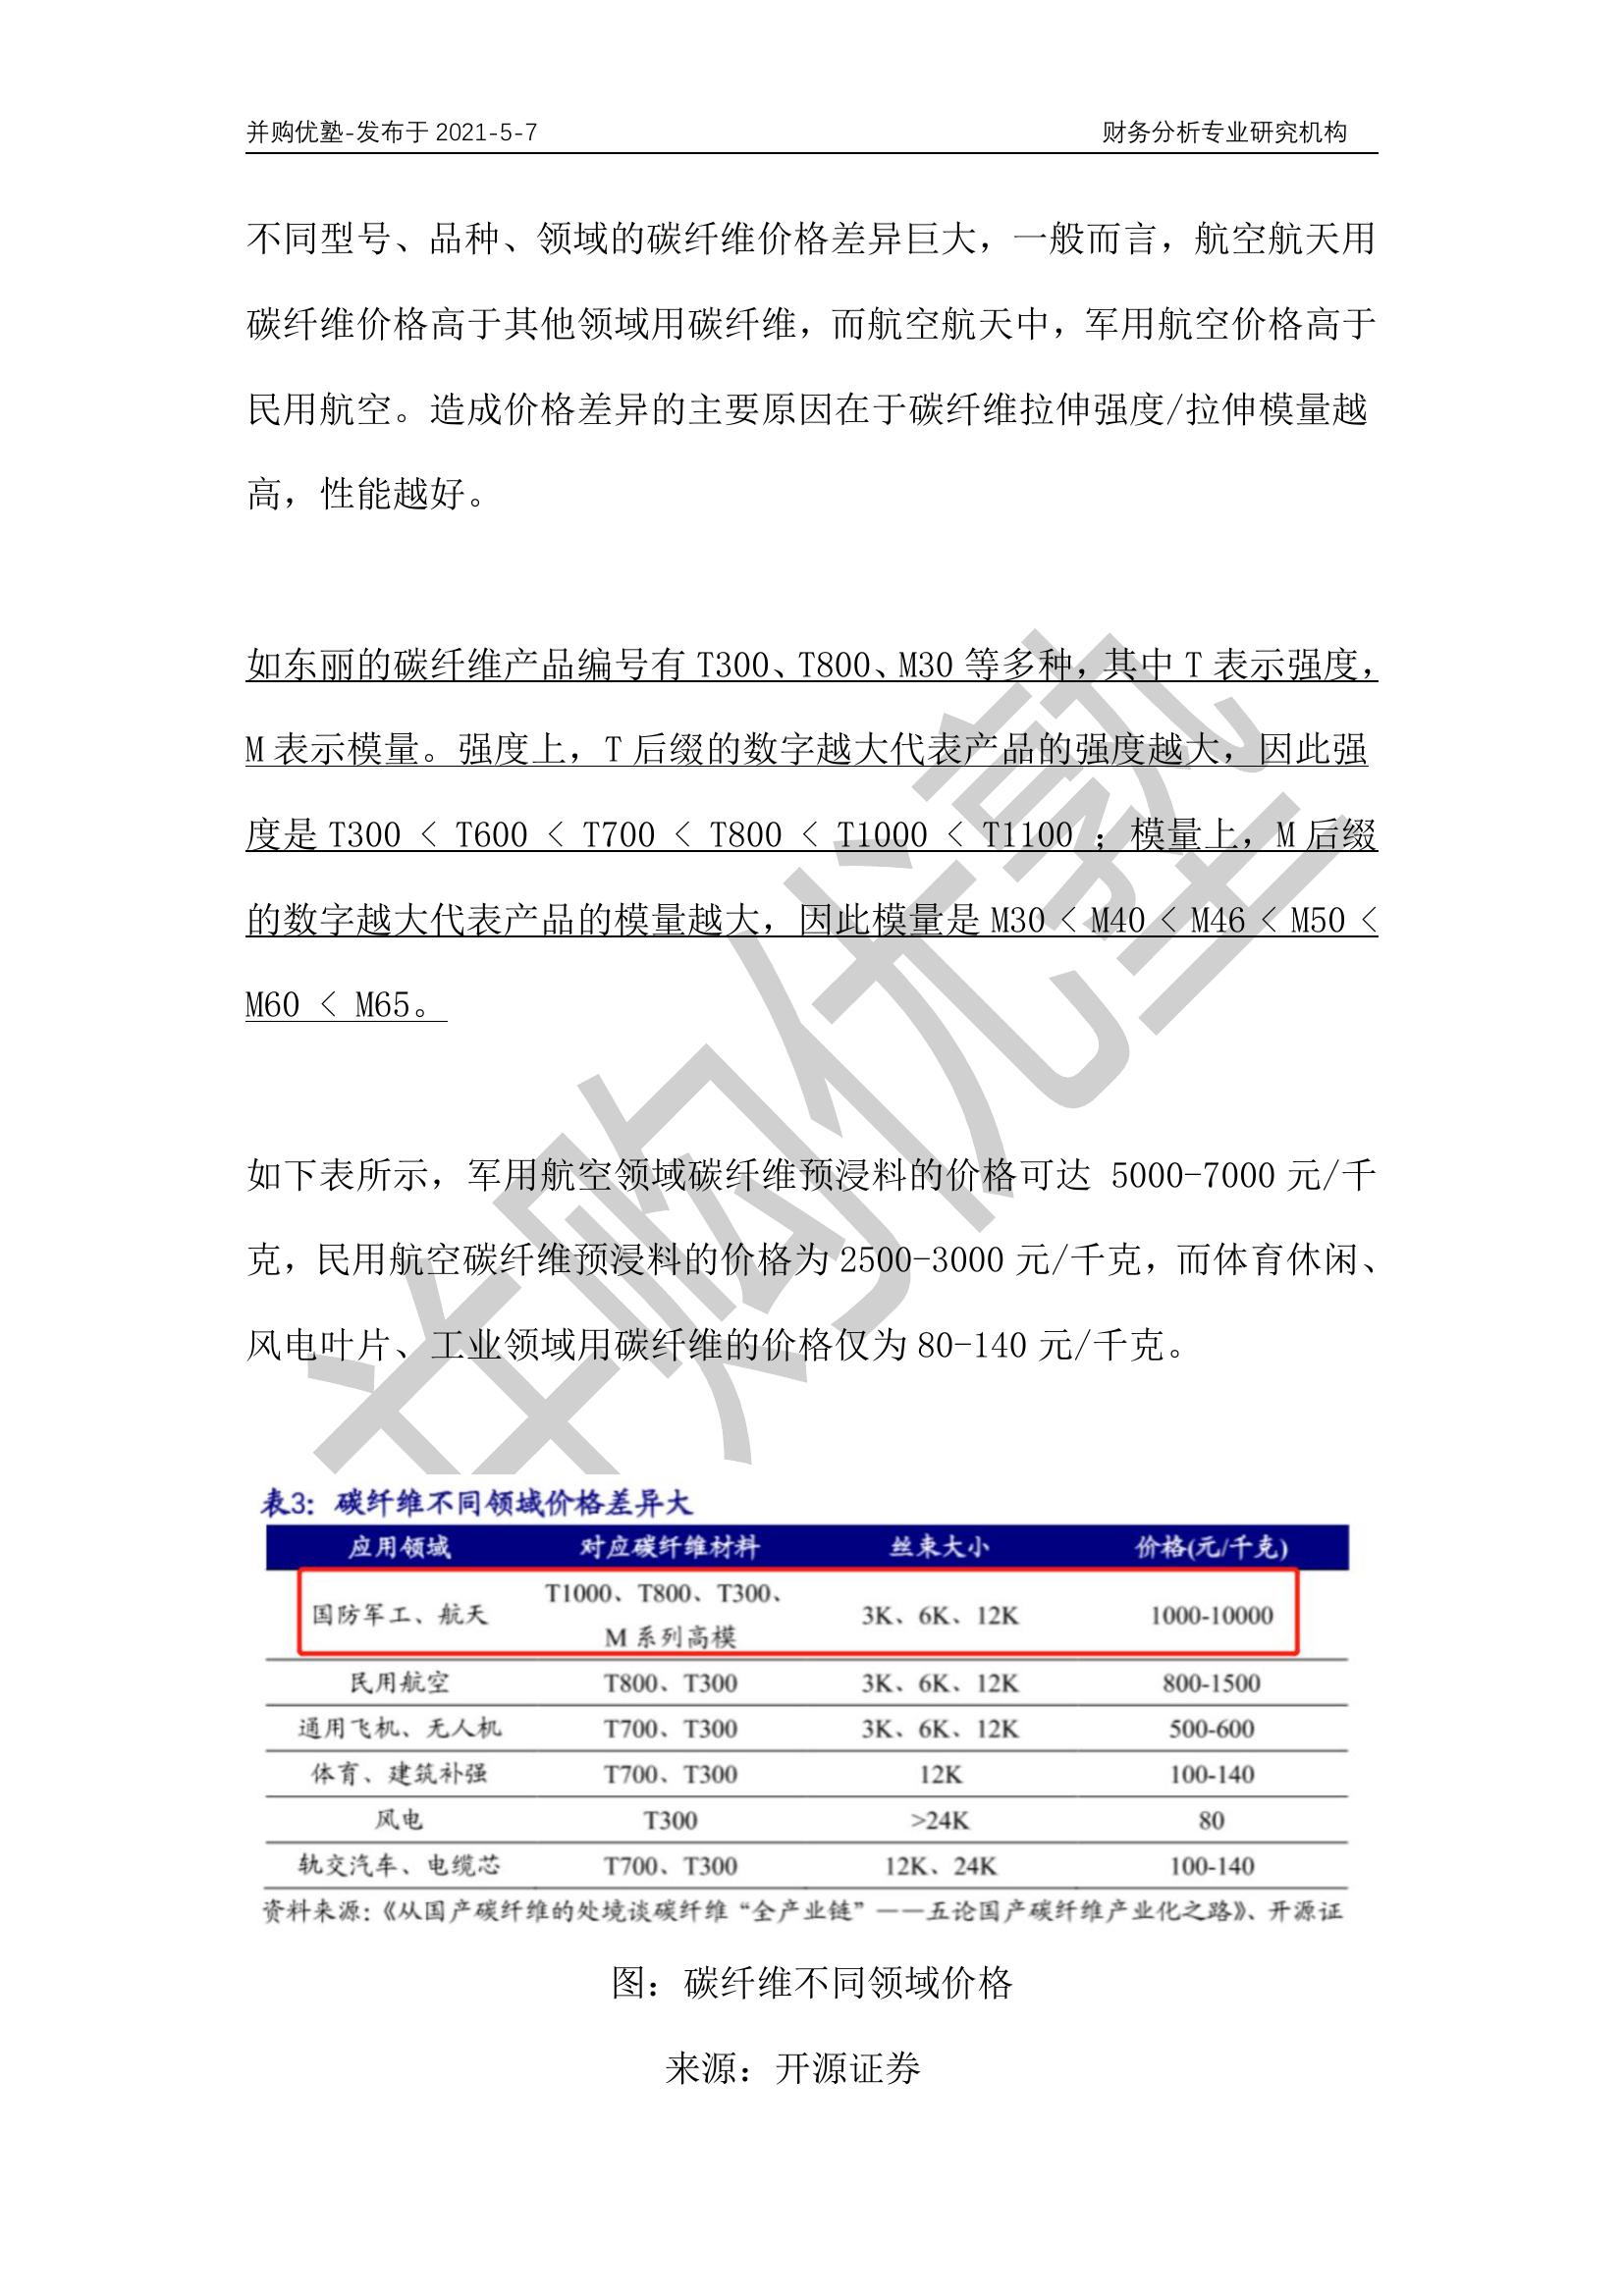 并购优塾-发布于 2021-5-7 财务分析专业研究机构
不同型号、品种、领域的碳纤维价格差异巨大，一般而言，航空航天用
碳纤维价格高于其他领域用碳纤维，而航空航天中，军用航空价格高于
民用航空。造成价格差异的主要原因在于碳纤维拉伸强度/拉伸模量越
高，性能越好。
如东丽的碳纤维产品编号有 T300、T800、M30 等多种，其中 T 表示强度，
M 表示模量。强度上，T 后缀的数字越大代表产品的强度越大，因此强
度是 T300 < T600 < T700 < T800 < T1000 < T1100 ；模量上，M 后缀
的数字越大代表产品的模量越大，因此模量是 M30 < M40 < M46 < M50 <
M60 < M65。
如下表所示，军用航空领域碳纤维预浸料的价格可达 5000-7000 元/千
克，民用航空碳纤维预浸料的价格为 2500-3000 元/千克，而体育休闲、
风电叶片、工业领域用碳纤维的价格仅为 80-140 元/千克。
并购优塾
表3：碳纤维不同领域价格差异大
应用领域 对应碳纤维材料 丝束大小 价格(元/千克)
国防军工、航天 T1000、T800、T300、M 系列高模 3K、6K、12K 1000-10000
民用航空 T800、T300 3K、6K、12K 800-1500
通用飞机、无人机 T700、T300 3K、6K、12K 500-600
体育、建筑补强 T700、T300 12K 100-140
风电 T300 >24K 80
轨交汽车、电缆芯 T700、T300 12K、24K 100-140
资料来源：《从国产碳纤维的处境谈碳纤维“全产业链”——五论国产碳纤维产业化之路》、开源证
图：碳纤维不同领域价格
来源：开源证券